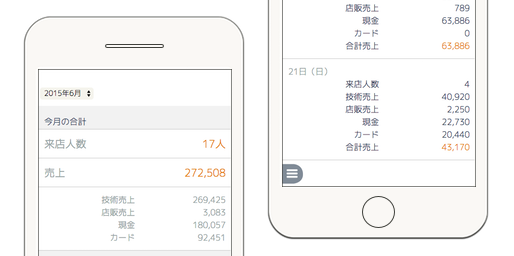 2015年6月
今月の合計
来店人数 17人
売上 272,508
技術売上 269,425
店販売上 3,083
現金 180,057
カード 92,451
店販売上 789
現金 63,886
カード 0
合計売上 63,886
21日（日）
来店人数 4
技術売上 40,920
店販売上 2,250
現金 22,730
カード 20,440
合計売上 43,170